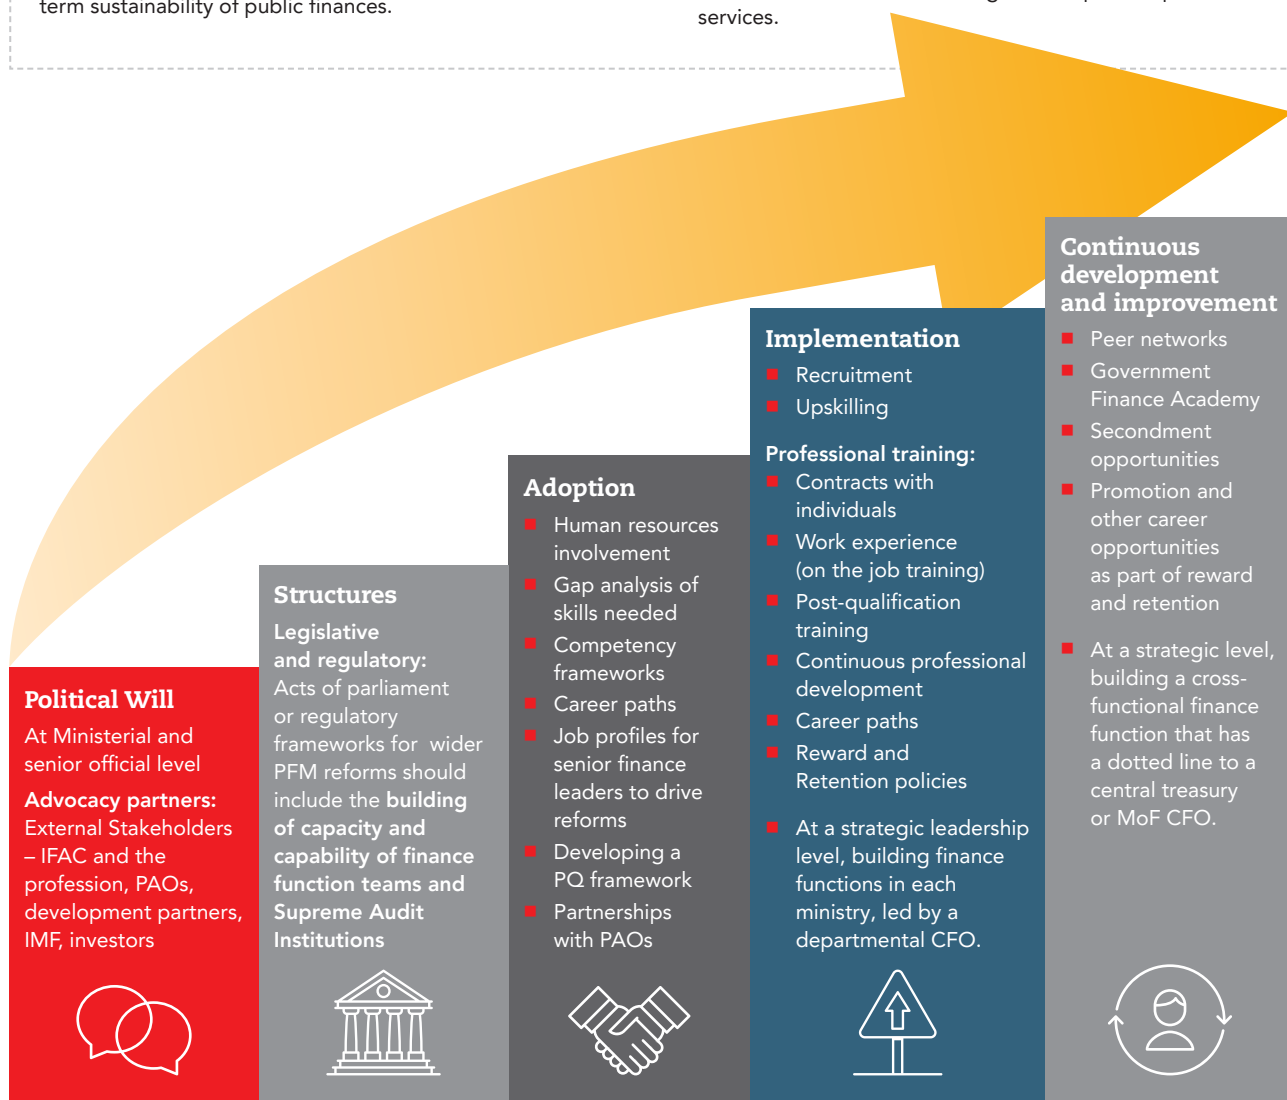 term sustainability of public finances.
services.
Political Will
At Ministerial and
senior official level
Advocacy partners:
External Stakeholders
– IFAC and the
profession, PAOs,
development partners,
IMF, investors
Structures
Legislative
and regulatory:
Acts of parliament
or regulatory
frameworks for wider
PFM reforms should
include the building
of capacity and
capability of finance
function teams and
Supreme Audit
Institutions
Adoption
Human resources
involvement
Gap analysis of
skills needed
Competency
frameworks
Career paths
Job profiles for
senior finance
leaders to drive
reforms
Developing a
PQ framework
Partnerships
with PAOs
Implementation
Recruitment
Upskilling
Professional training:
Contracts with
individuals
Work experience
(on the job training)
Post-qualification
training
Continuous professional
development
Career paths
Reward and
Retention policies
At a strategic leadership
level, building finance
functions in each
ministry, led by a
departmental CFO.
Continuous
development
and improvement
Peer networks
Government
Finance Academy
Secondment
opportunities
Promotion and
other career
opportunities
as part of reward
and retention
At a strategic level,
building a cross-
functional finance
function that has
a dotted line to a
central treasury
or MoF CFO.